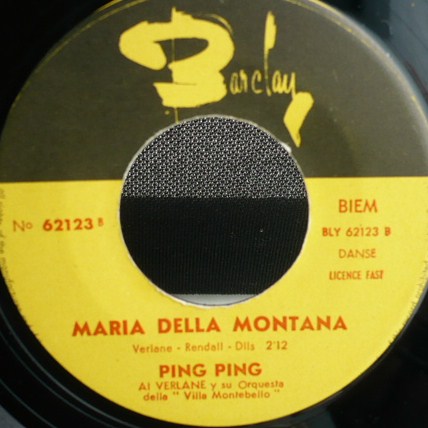 Barclay
No 62123 B
BIEM
BLY 62123 B
DANSE
LICENCE FAST
MARIA DELLA MONTANA
Verlane - Rendall - Dils 2'12
PING PING
Al VERLANE y su Orquesta
della "Villa Montebello"